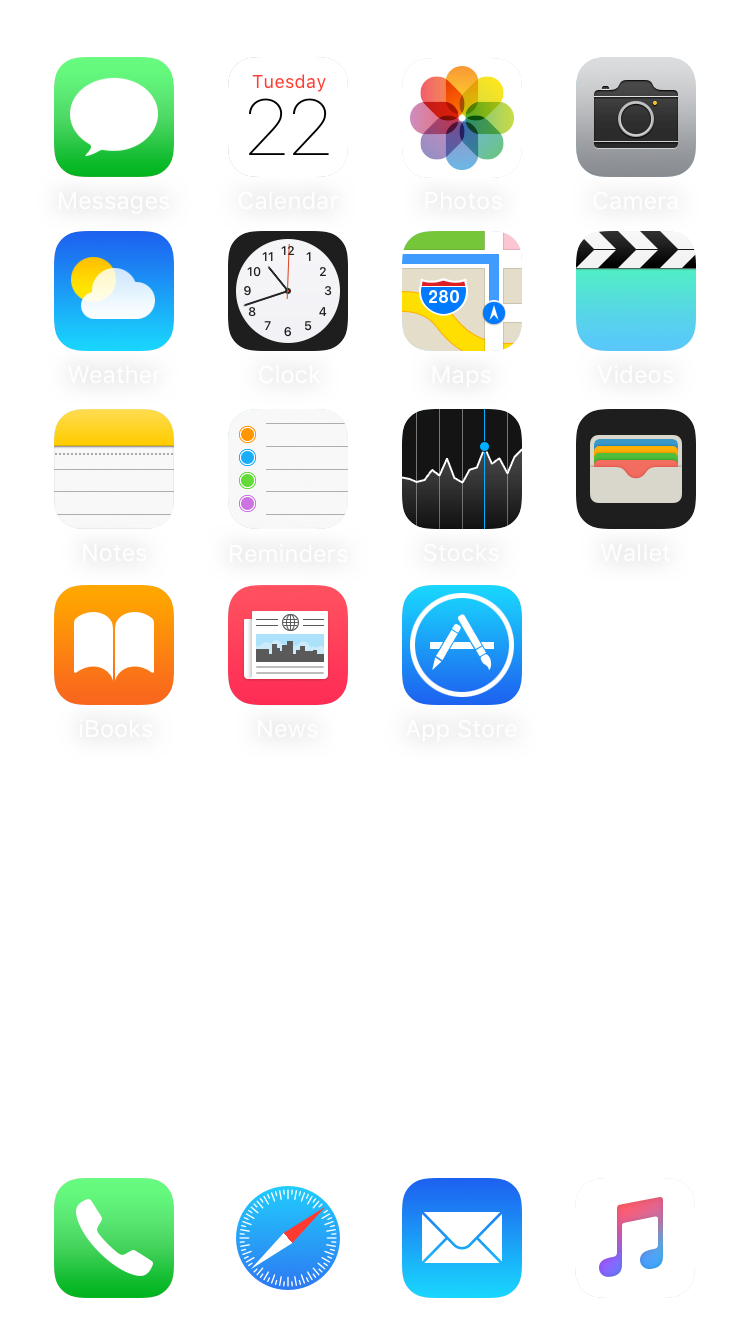 Tuesday
22
Messages Calendar Photos Camera
12
1
2
3
4
5
6
7
8
9
10
11
280
Weather Clock Maps Videos
Notes Reminders Stocks Wallet
iBooks News App Store